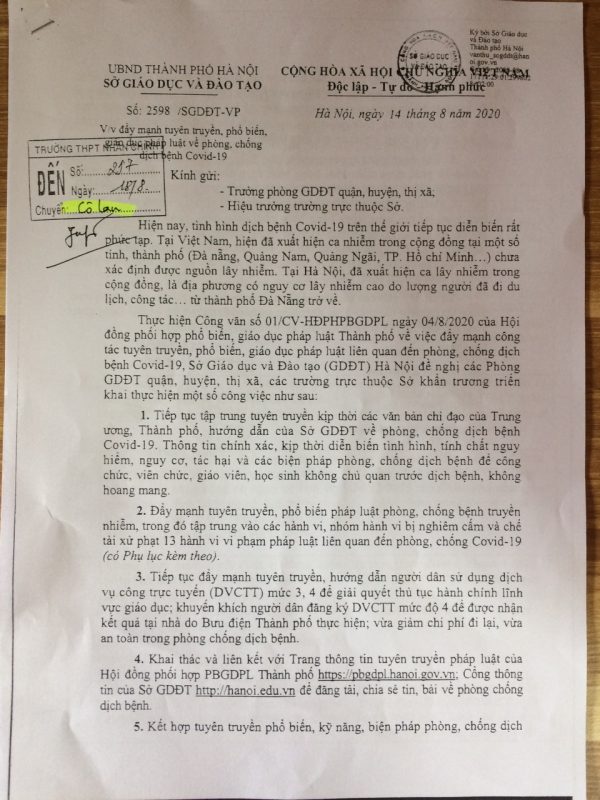 Ký bởi Sở Giáo dục
và Đào tạo
Thành phố Hà Nội
UBND THÀNH PHỐ HÀ NỘI
SỞ GIÁO DỤC VÀ ĐÀO TẠO
CỘNG HÒA XÃ HỘI CHỦ NGHĨA VIỆT NAM
Độc lập - Tự do - Hạnh phúc
SỞ GIÁO DỤC
VÀ ĐÀO TẠO
Số: 2598 /SGDĐT-VP
Hà Nội, ngày 14 tháng 8 năm 2020
V/v đẩy mạnh tuyên truyền, phổ biến,
giáo dục pháp luật về phòng, chống
dịch bệnh Covid-19
TRƯỜNG THPT NHÂN CHÍNH
ĐẾN
Số: 297
Ngày: 18/8
Chuyển: Cô Lan
Kính gửi:
- Trưởng phòng GDĐT quận, huyện, thị xã;
- Hiệu trưởng trường trực thuộc Sở.
Hiện nay, tình hình dịch bệnh Covid-19 trên thế giới tiếp tục diễn biến rất
phức tạp. Tại Việt Nam, hiện đã xuất hiện ca nhiễm trong cộng đồng tại một số
tỉnh, thành phố (Đà nẵng, Quảng Nam, Quảng Ngãi, TP. Hồ Chí Minh…) chưa
xác định được nguồn lây nhiễm. Tại Hà Nội, đã xuất hiện ca lây nhiễm trong
cộng đồng, là địa phương có nguy cơ lây nhiễm cao do lượng người đã đi du
lịch, công tác… từ thành phố Đà Nẵng trở về.
Thực hiện Công văn số 01/CV-HĐPHPBGDPL ngày 04/8/2020 của Hội
đồng phối hợp phổ biến, giáo dục pháp luật Thành phố về việc đẩy mạnh công
tác tuyên truyền, phổ biến, giáo dục pháp luật liên quan đến phòng, chống dịch
bệnh Covid-19, Sở Giáo dục và Đào tạo (GDĐT) Hà Nội đề nghị các Phòng
GDĐT quận, huyện, thị xã, các trường trực thuộc Sở khẩn trương triển
khai thực hiện một số công việc như sau:
1. Tiếp tục tập trung tuyên truyền kịp thời các văn bản chỉ đạo của Trung
ương, Thành phố, hướng dẫn của Sở GDĐT về phòng, chống dịch bệnh
Covid-19. Thông tin chính xác, kịp thời diễn biến tình hình, tính chất nguy
hiểm, nguy cơ, tác hại và các biện pháp phòng, chống dịch bệnh để công
chức, viên chức, giáo viên, học sinh không chủ quan trước dịch bệnh, không
hoang mang.
2. Đẩy mạnh tuyên truyền, phổ biến pháp luật phòng, chống bệnh truyền
nhiễm, trong đó tập trung vào các hành vi, nhóm hành vi bị nghiêm cấm và chế
tài xử phạt 13 hành vi vi phạm pháp luật liên quan đến phòng, chống Covid-19
(có Phụ lục kèm theo).
3. Tiếp tục đẩy mạnh tuyên truyền, hướng dẫn người dân sử dụng dịch
vụ công trực tuyến (DVCTT) mức 3, 4 để giải quyết thủ tục hành chính lĩnh
vực giáo dục; khuyến khích người dân đăng ký DVCTT mức độ 4 để được nhận
kết quả tại nhà do Bưu điện Thành phố thực hiện; vừa giảm chi phí đi lại, vừa
an toàn trong phòng chống dịch bệnh.
4. Khai thác và liên kết với Trang thông tin tuyên truyền pháp luật của
Hội đồng phối hợp PBGDPL Thành phố https://pbgdpl.hanoi.gov.vn; Cổng thông
tin của Sở GDĐT http://hanoi.edu.vn để đăng tải, chia sẻ tin, bài về phòng chống
dịch bệnh.
5. Kết hợp tuyên truyền phổ biến, kỹ năng, biện pháp phòng, chống dịch